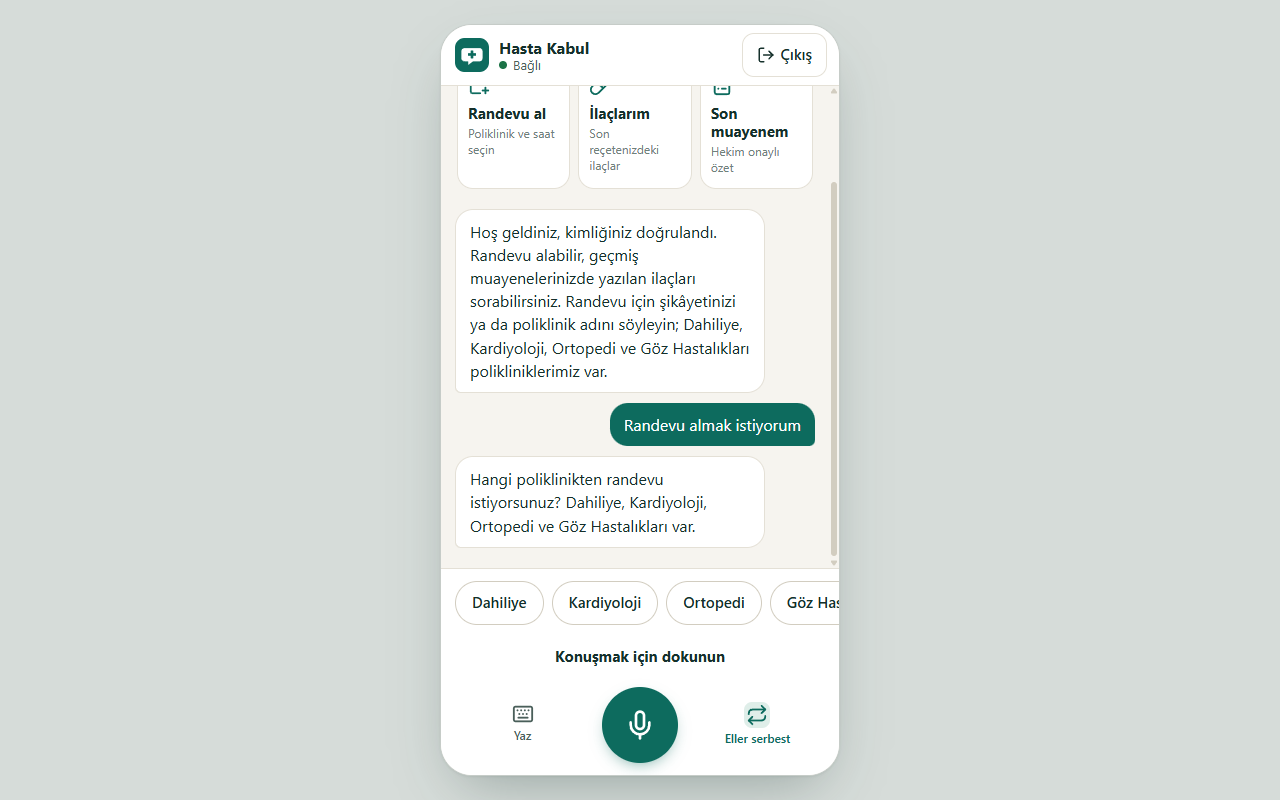 Hasta Kabul
Bağlı
Çıkış
Randevu al
Poliklinik ve saat
seçin
İlaçlarım
Son
reçetenizdeki
ilaçlar
Son
muayenem
Hekim onaylı
özet
Hoş geldiniz, kimliğiniz doğrulandı.
Randevu alabilir, geçmiş
muayenelerinizde yazılan ilaçları
sorabilirsiniz. Randevu için şikâyetinizi
ya da poliklinik adını söyleyin; Dahiliye,
Kardiyoloji, Ortopedi ve Göz Hastalıkları
polikliniklerimiz var.
Randevu almak istiyorum
Hangi poliklinikten randevu
istiyorsunuz? Dahiliye, Kardiyoloji,
Ortopedi ve Göz Hastalıkları var.
Dahiliye
Kardiyoloji
Ortopedi
Göz Has
Konuşmak için dokunun
Yaz
Eller serbest